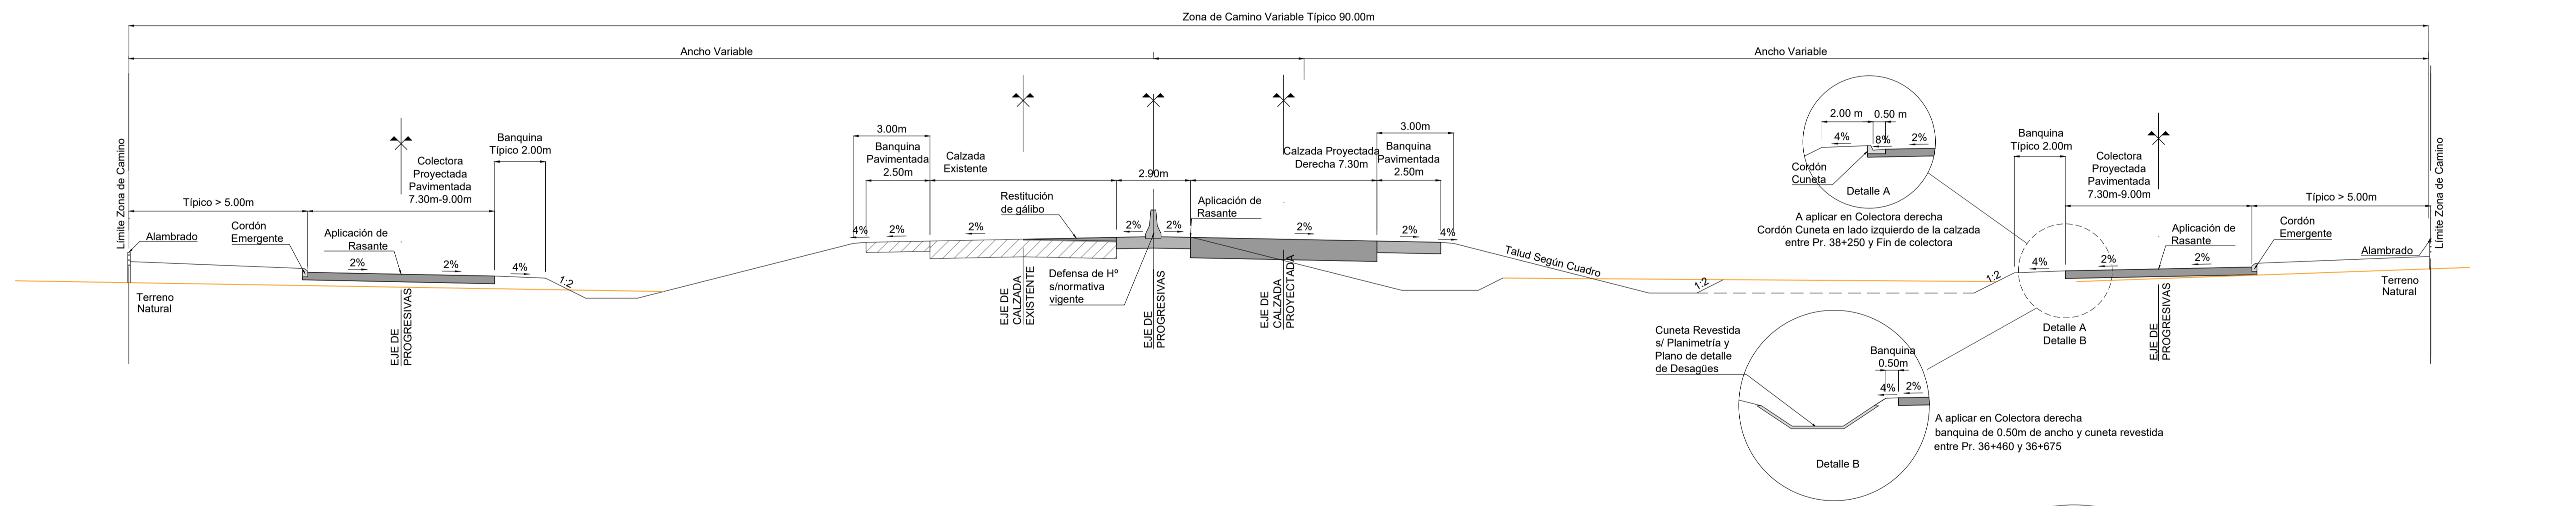 Zona de Camino Variable Típico 90.00m
Ancho Variable
Ancho Variable
Límite Zona de Camino
Típico > 5.00m
Alambrado
Cordón
Emergente
Aplicación de
Rasante
Colectora
Proyectada
Pavimentada
7.30m-9.00m
Banquina
Típico 2.00m
2%
2%
4%
1:2
Terreno
Natural
EJE DE
PROGRESIVAS
3.00m
Banquina
Pavimentada
2.50m
Calzada
Existente
4%
2%
2%
Restitución
de gálibo
2.90m
2%
2%
Aplicación de
Rasante
Defensa de Hº
s/normativa
vigente
EJE DE
CALZADA
EXISTENTE
EJE DE
PROGRESIVAS
EJE DE
CALZADA
PROYECTADA
Calzada Proyectada
Derecha 7.30m
3.00m
Banquina
Pavimentada
2.50m
2%
2%
4%
Talud Según Cuadro
1:2
1:2
2.00 m
0.50 m
4%
8%
2%
Cordón
Cuneta
Detalle A
A aplicar en Colectora derecha
Cordón Cuneta en lado izquierdo de la calzada
entre Pr. 38+250 y Fin de colectora
Banquina
Típico 2.00m
Colectora
Proyectada
Pavimentada
7.30m-9.00m
Típico > 5.00m
Cordón
Emergente
Aplicación de
Rasante
Alambrado
4%
2%
2%
Límite Zona de Camino
Terreno
Natural
EJE DE
PROGRESIVAS
Detalle A
Detalle B
Cuneta Revestida
s/ Planimetría y
Plano de detalle
de Desagües
Banquina
0.50m
4%
2%
Detalle B
A aplicar en Colectora derecha
banquina de 0.50m de ancho y cuneta revestida
entre Pr. 36+460 y 36+675